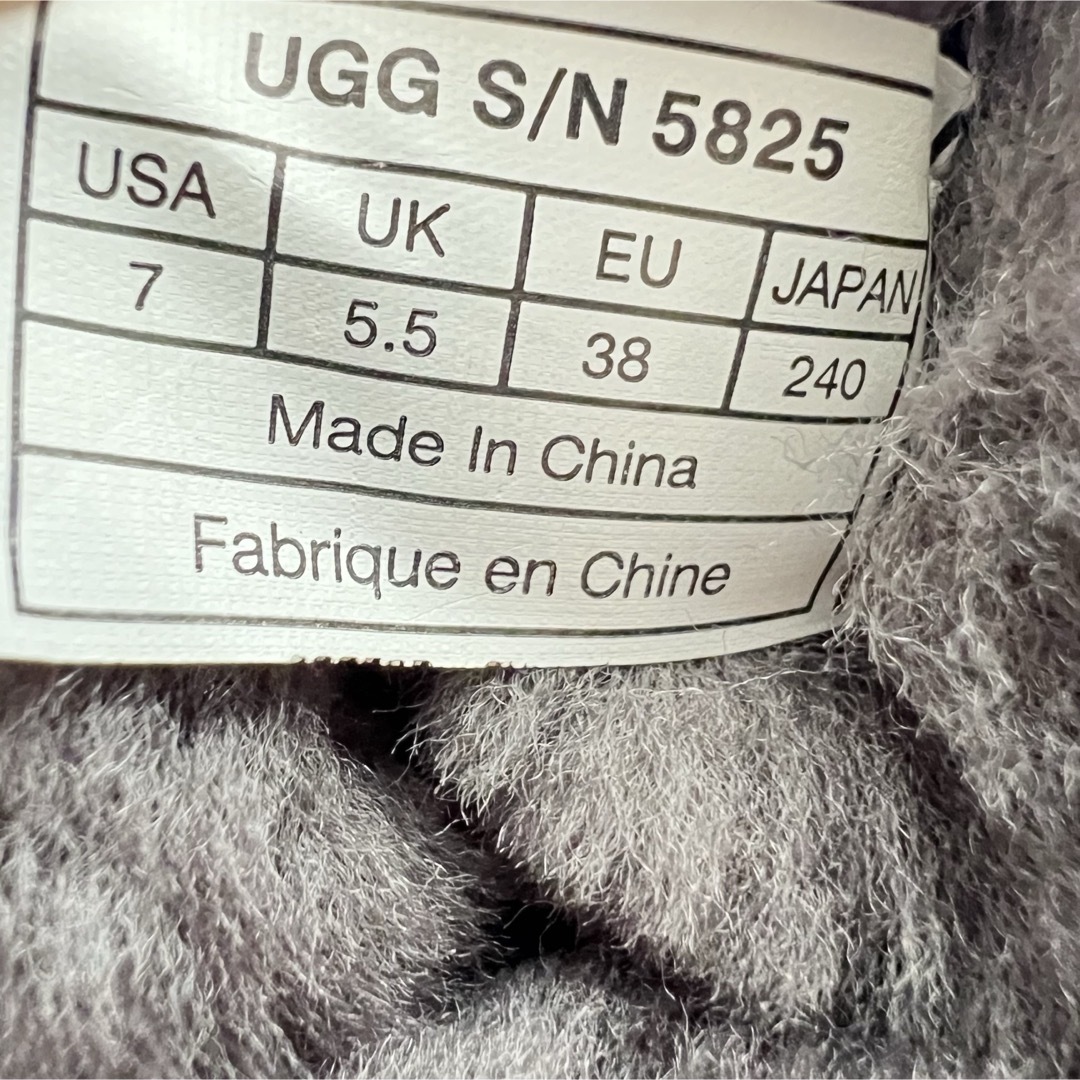 UGG S/N 5825
USA UK EU JAPAN
7 5.5 38 240
Made In China
Fabrique en Chine